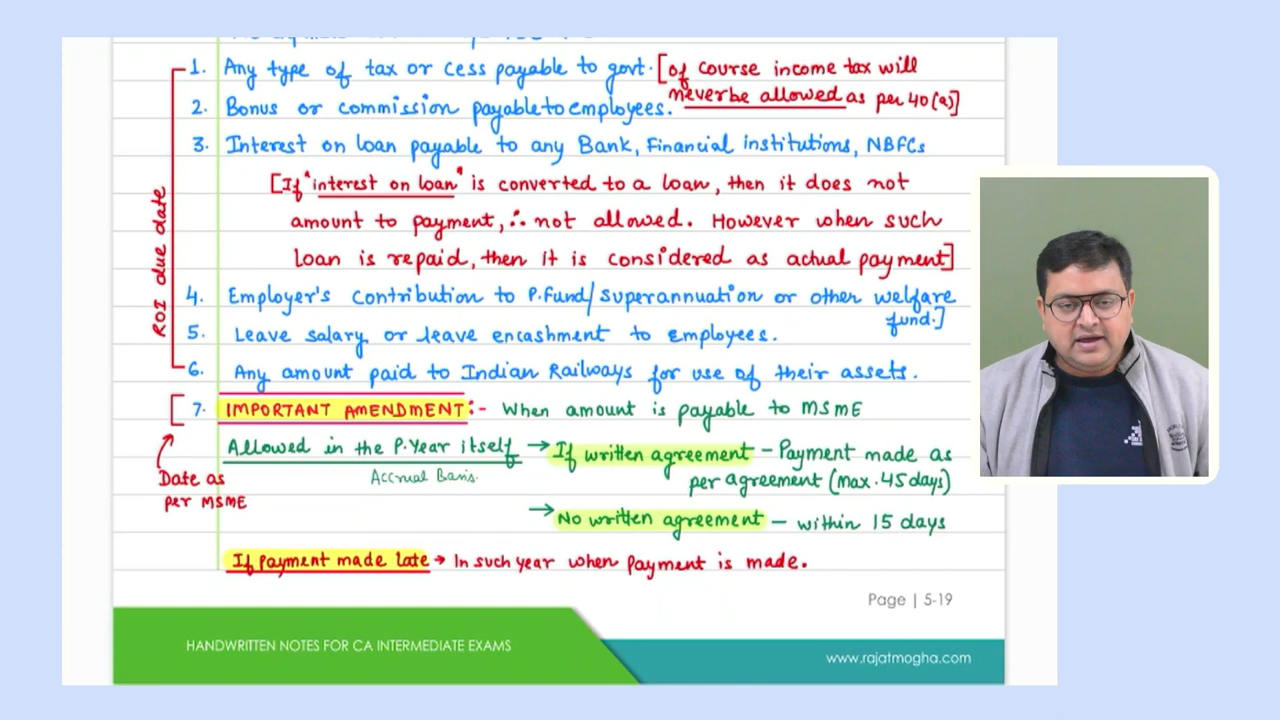 1. Any type of tax or cess payable to govt. [of course income tax will
never be allowed as per 40(a)]
2. Bonus or commission payable to employees.
3. Interest on loan payable to any Bank, Financial institutions, NBFCs
[If "interest on loan" is converted to a loan, then it does not
amount to payment, ∴ not allowed. However when such
loan is repaid, then it is considered as actual payment]
4. Employer's contribution to P.Fund/superannuation or other welfare
fund.]
5. Leave salary or leave encashment to employees.
6. Any amount paid to Indian Railways for use of their assets.
ROI due date
7. IMPORTANT AMENDMENT:- When amount is payable to MSME
Allowed in the P.Year itself → If written agreement - Payment made as
per agreement (Max. 45 days)
Accrual Basis.
Date as
per MSME
→ No written agreement - within 15 days
If payment made late → In such year when payment is made.
Page | 5-19
HANDWRITTEN NOTES FOR CA INTERMEDIATE EXAMS
www.rajatmogha.com